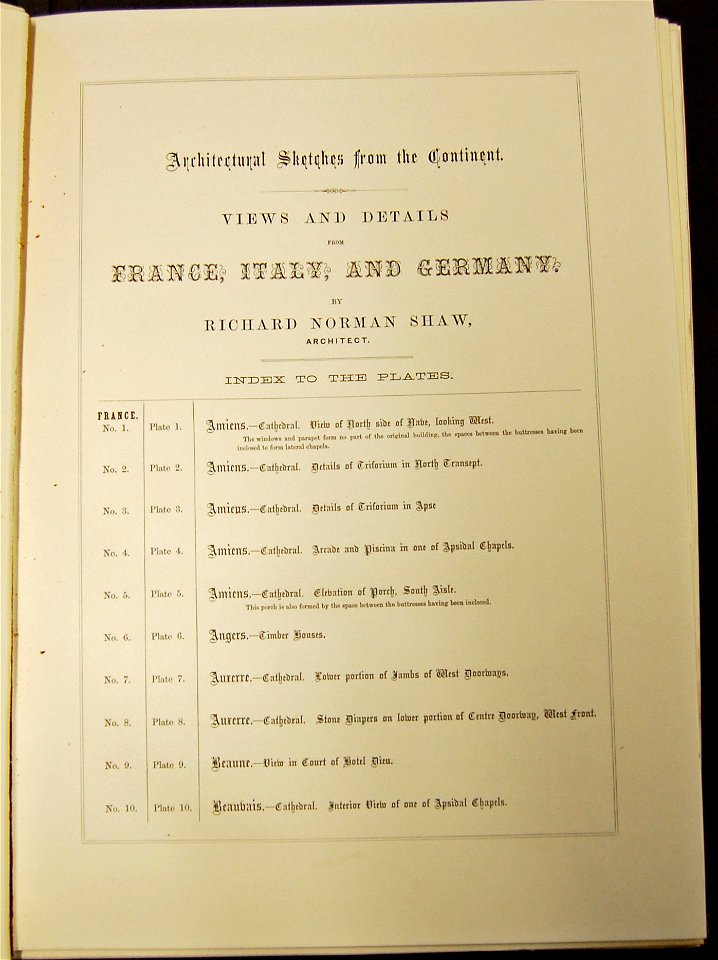 Architectural Sketches from the Continent.
VIEWS AND DETAILS
FROM
FRANCE, ITALY, AND GERMANY.
BY
RICHARD NORMAN SHAW,
ARCHITECT.
INDEX TO THE PLATES.
FRANCE.
No. 1. Plate 1. Amiens.—Cathedral. View of North side of Nave, looking West.
The windows and parapet form no part of the original building, the spaces between the buttresses having been
inclosed to form lateral chapels.
No. 2. Plate 2. Amiens.—Cathedral. Details of Triforium in North Transept.
No. 3. Plate 3. Amiens.—Cathedral. Details of Triforium in Apse
No. 4. Plate 4. Amiens.—Cathedral. Arcade and Piscina in one of Apsidal Chapels.
No. 5. Plate 5. Amiens.—Cathedral. Elevation of Porch, South Aisle.
This porch is also formed by the space between the buttresses having been inclosed.
No. 6. Plate 6. Angers.—Timber Houses.
No. 7. Plate 7. Auxerre.—Cathedral. Lower portion of Jambs of West Doorways.
No. 8. Plate 8. Auxerre.—Cathedral. Stone Diapers on lower portion of Centre Doorway, West Front.
No. 9. Plate 9. Beaune.—View in Court of Hotel Dieu.
No. 10. Plate 10. Beauvais.—Cathedral. Interior View of one of Apsidal Chapels.